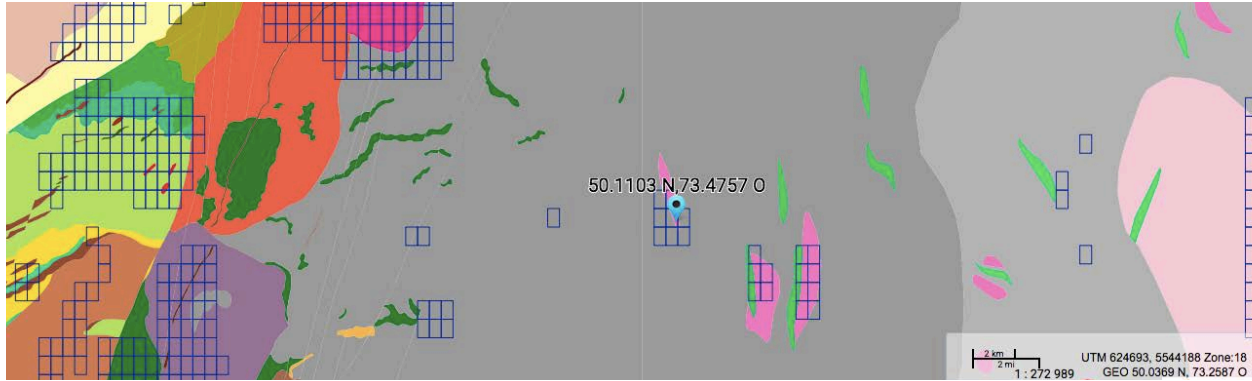 50.1103 N,73.4757 O
2 km
2 mi
1 : 272 989
UTM 624693, 5544188 Zone:18
GEO 50.0369 N, 73.2587 O